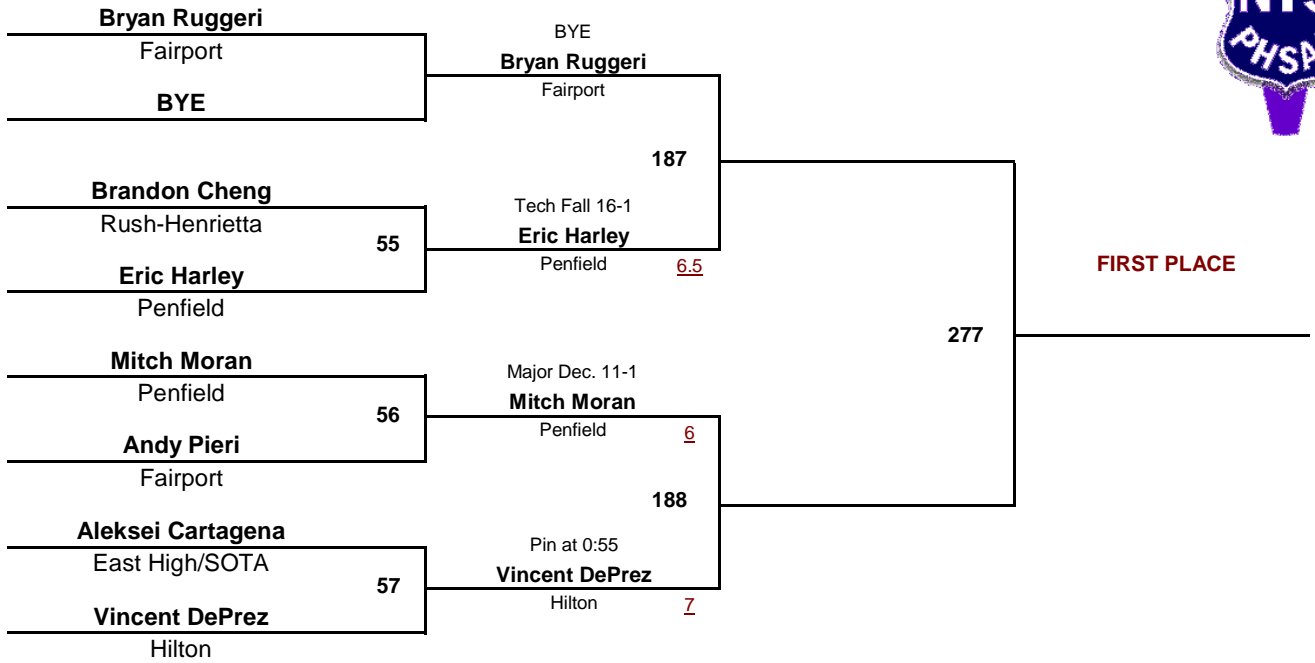 Bryan Ruggeri
Fairport
BYE
BYE
Bryan Ruggeri
Fairport
187
Brandon Cheng
Rush-Henrietta
55
Eric Harley
Penfield
Tech Fall 16-1
Eric Harley
Penfield 6.5
FIRST PLACE
277
Mitch Moran
Penfield
56
Andy Pieri
Fairport
Major Dec. 11-1
Mitch Moran
Penfield 6
188
Aleksei Cartagena
East High/SOTA
57
Vincent DePrez
Hilton
Pin at 0:55
Vincent DePrez
Hilton 7